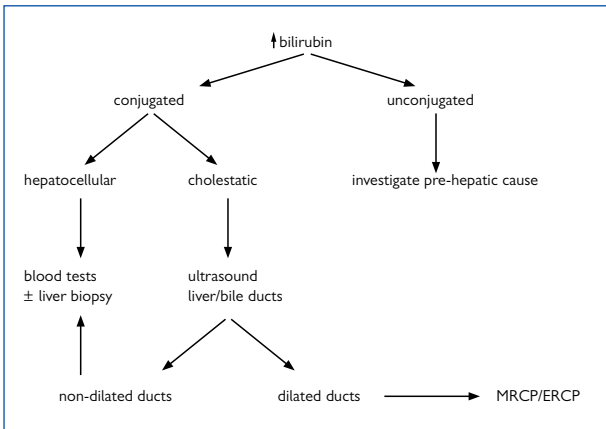 ↑bilirubin
conjugated
unconjugated
hepatocellular
cholestatic
investigate pre-hepatic cause
blood tests
± liver biopsy
ultrasound
liver/bile ducts
non-dilated ducts
dilated ducts
MRCP/ERCP